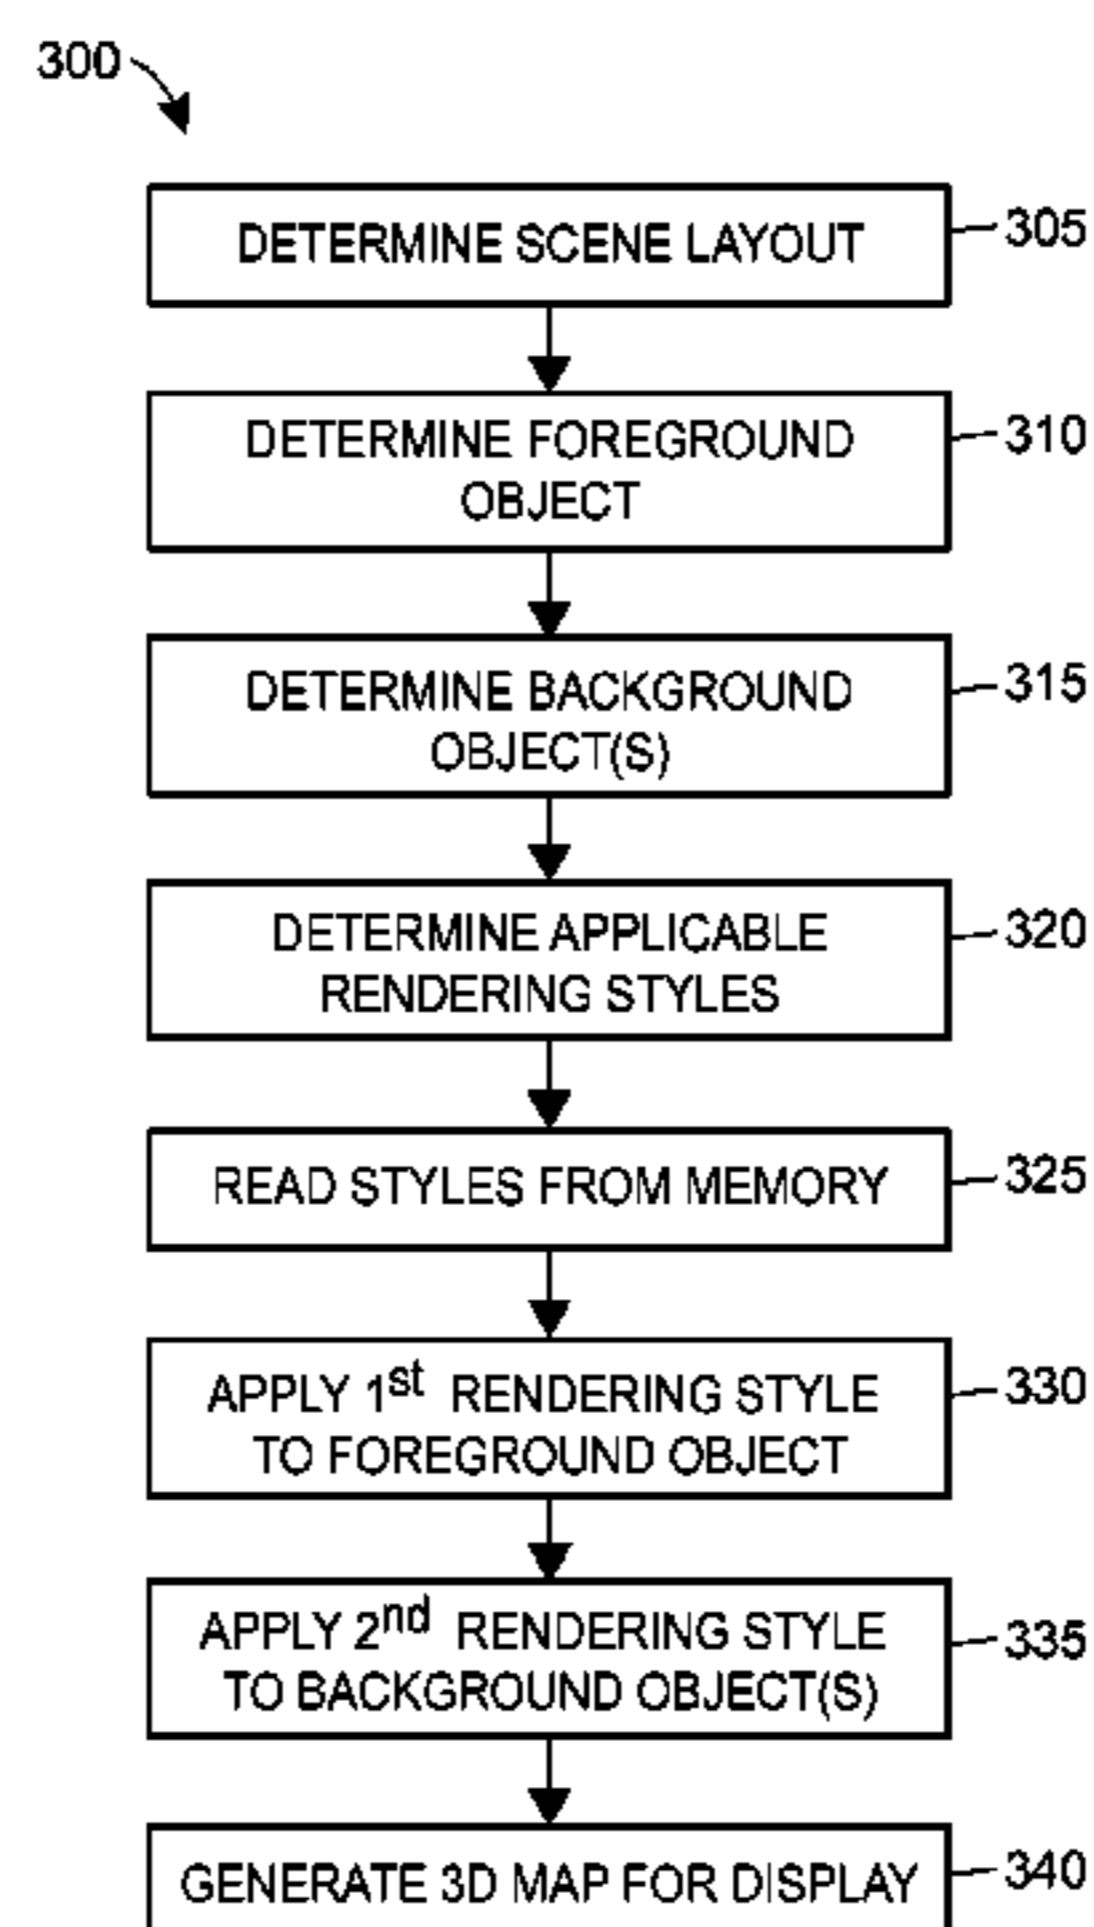 300
DETERMINE SCENE LAYOUT
305
DETERMINE FOREGROUND
OBJECT
310
DETERMINE BACKGROUND
OBJECT(S)
315
DETERMINE APPLICABLE
RENDERING STYLES
320
READ STYLES FROM MEMORY
325
APPLY 1st RENDERING STYLE
TO FOREGROUND OBJECT
330
APPLY 2nd RENDERING STYLE
TO BACKGROUND OBJECT(S)
335
GENERATE 3D MAP FOR DISPLAY
340